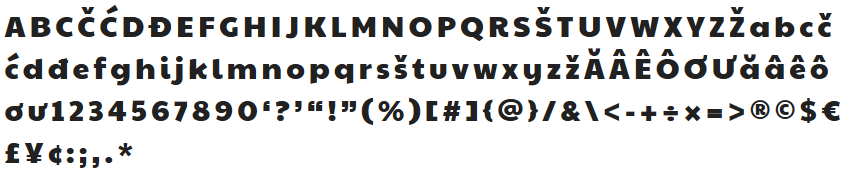 ABCČĆDĐEFGHIJKLMNOPQRSŠTUVWXYZŽabcč
ćdđefghijklmnopqrsštuvwxyzžĂÂÊÔƠƯăâêô
ơư1234567890‘?’“!”(%)[#]{@}/&\<-+÷×=>®©$€
£¥¢:;,.*